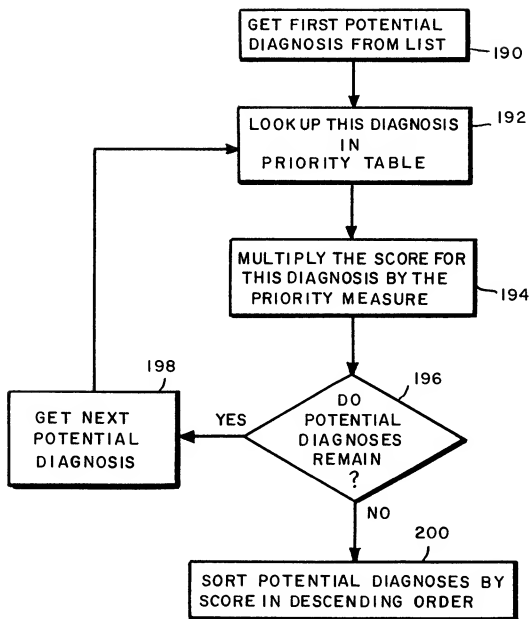 GET FIRST POTENTIAL
DIAGNOSIS FROM LIST
190
LOOK UP THIS DIAGNOSIS
IN
PRIORITY TABLE
192
MULTIPLY THE SCORE FOR
THIS DIAGNOSIS BY THE
PRIORITY MEASURE
194
DO
POTENTIAL
DIAGNOSES
REMAIN
?
196
YES
198
GET NEXT
POTENTIAL
DIAGNOSIS
NO
200
SORT POTENTIAL DIAGNOSES BY
SCORE IN DESCENDING ORDER